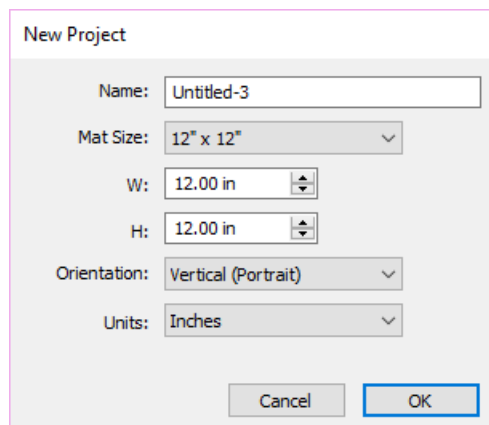 New Project
Name: Untitled-3
Mat Size: 12" x 12"
W: 12.00 in
H: 12.00 in
Orientation: Vertical (Portrait)
Units: Inches
Cancel OK